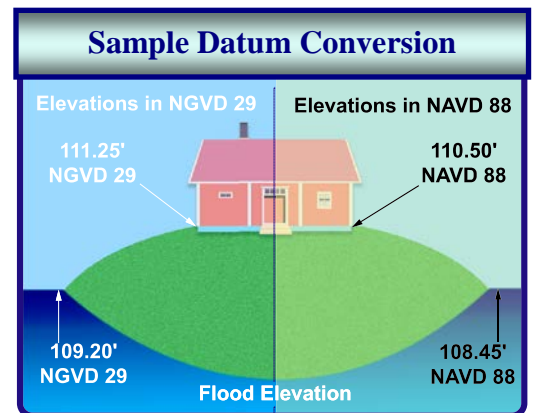 Sample Datum Conversion
Elevations in NGVD 29
Elevations in NAVD 88
111.25'
NGVD 29
110.50'
NAVD 88
109.20'
NGVD 29
108.45'
NAVD 88
Flood Elevation